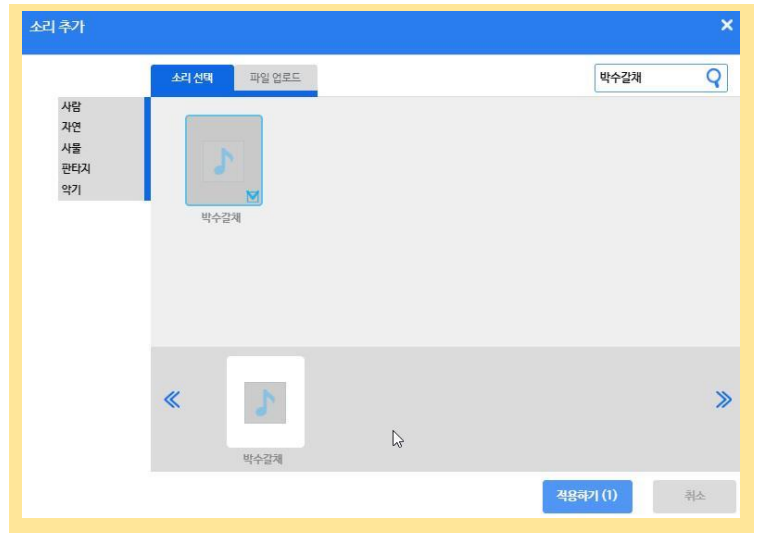 소리 추가
소리 선택
파일 업로드
박수갈채
사람
자연
사물
판타지
악기
박수갈채
박수갈채
적용하기 (1)
취소